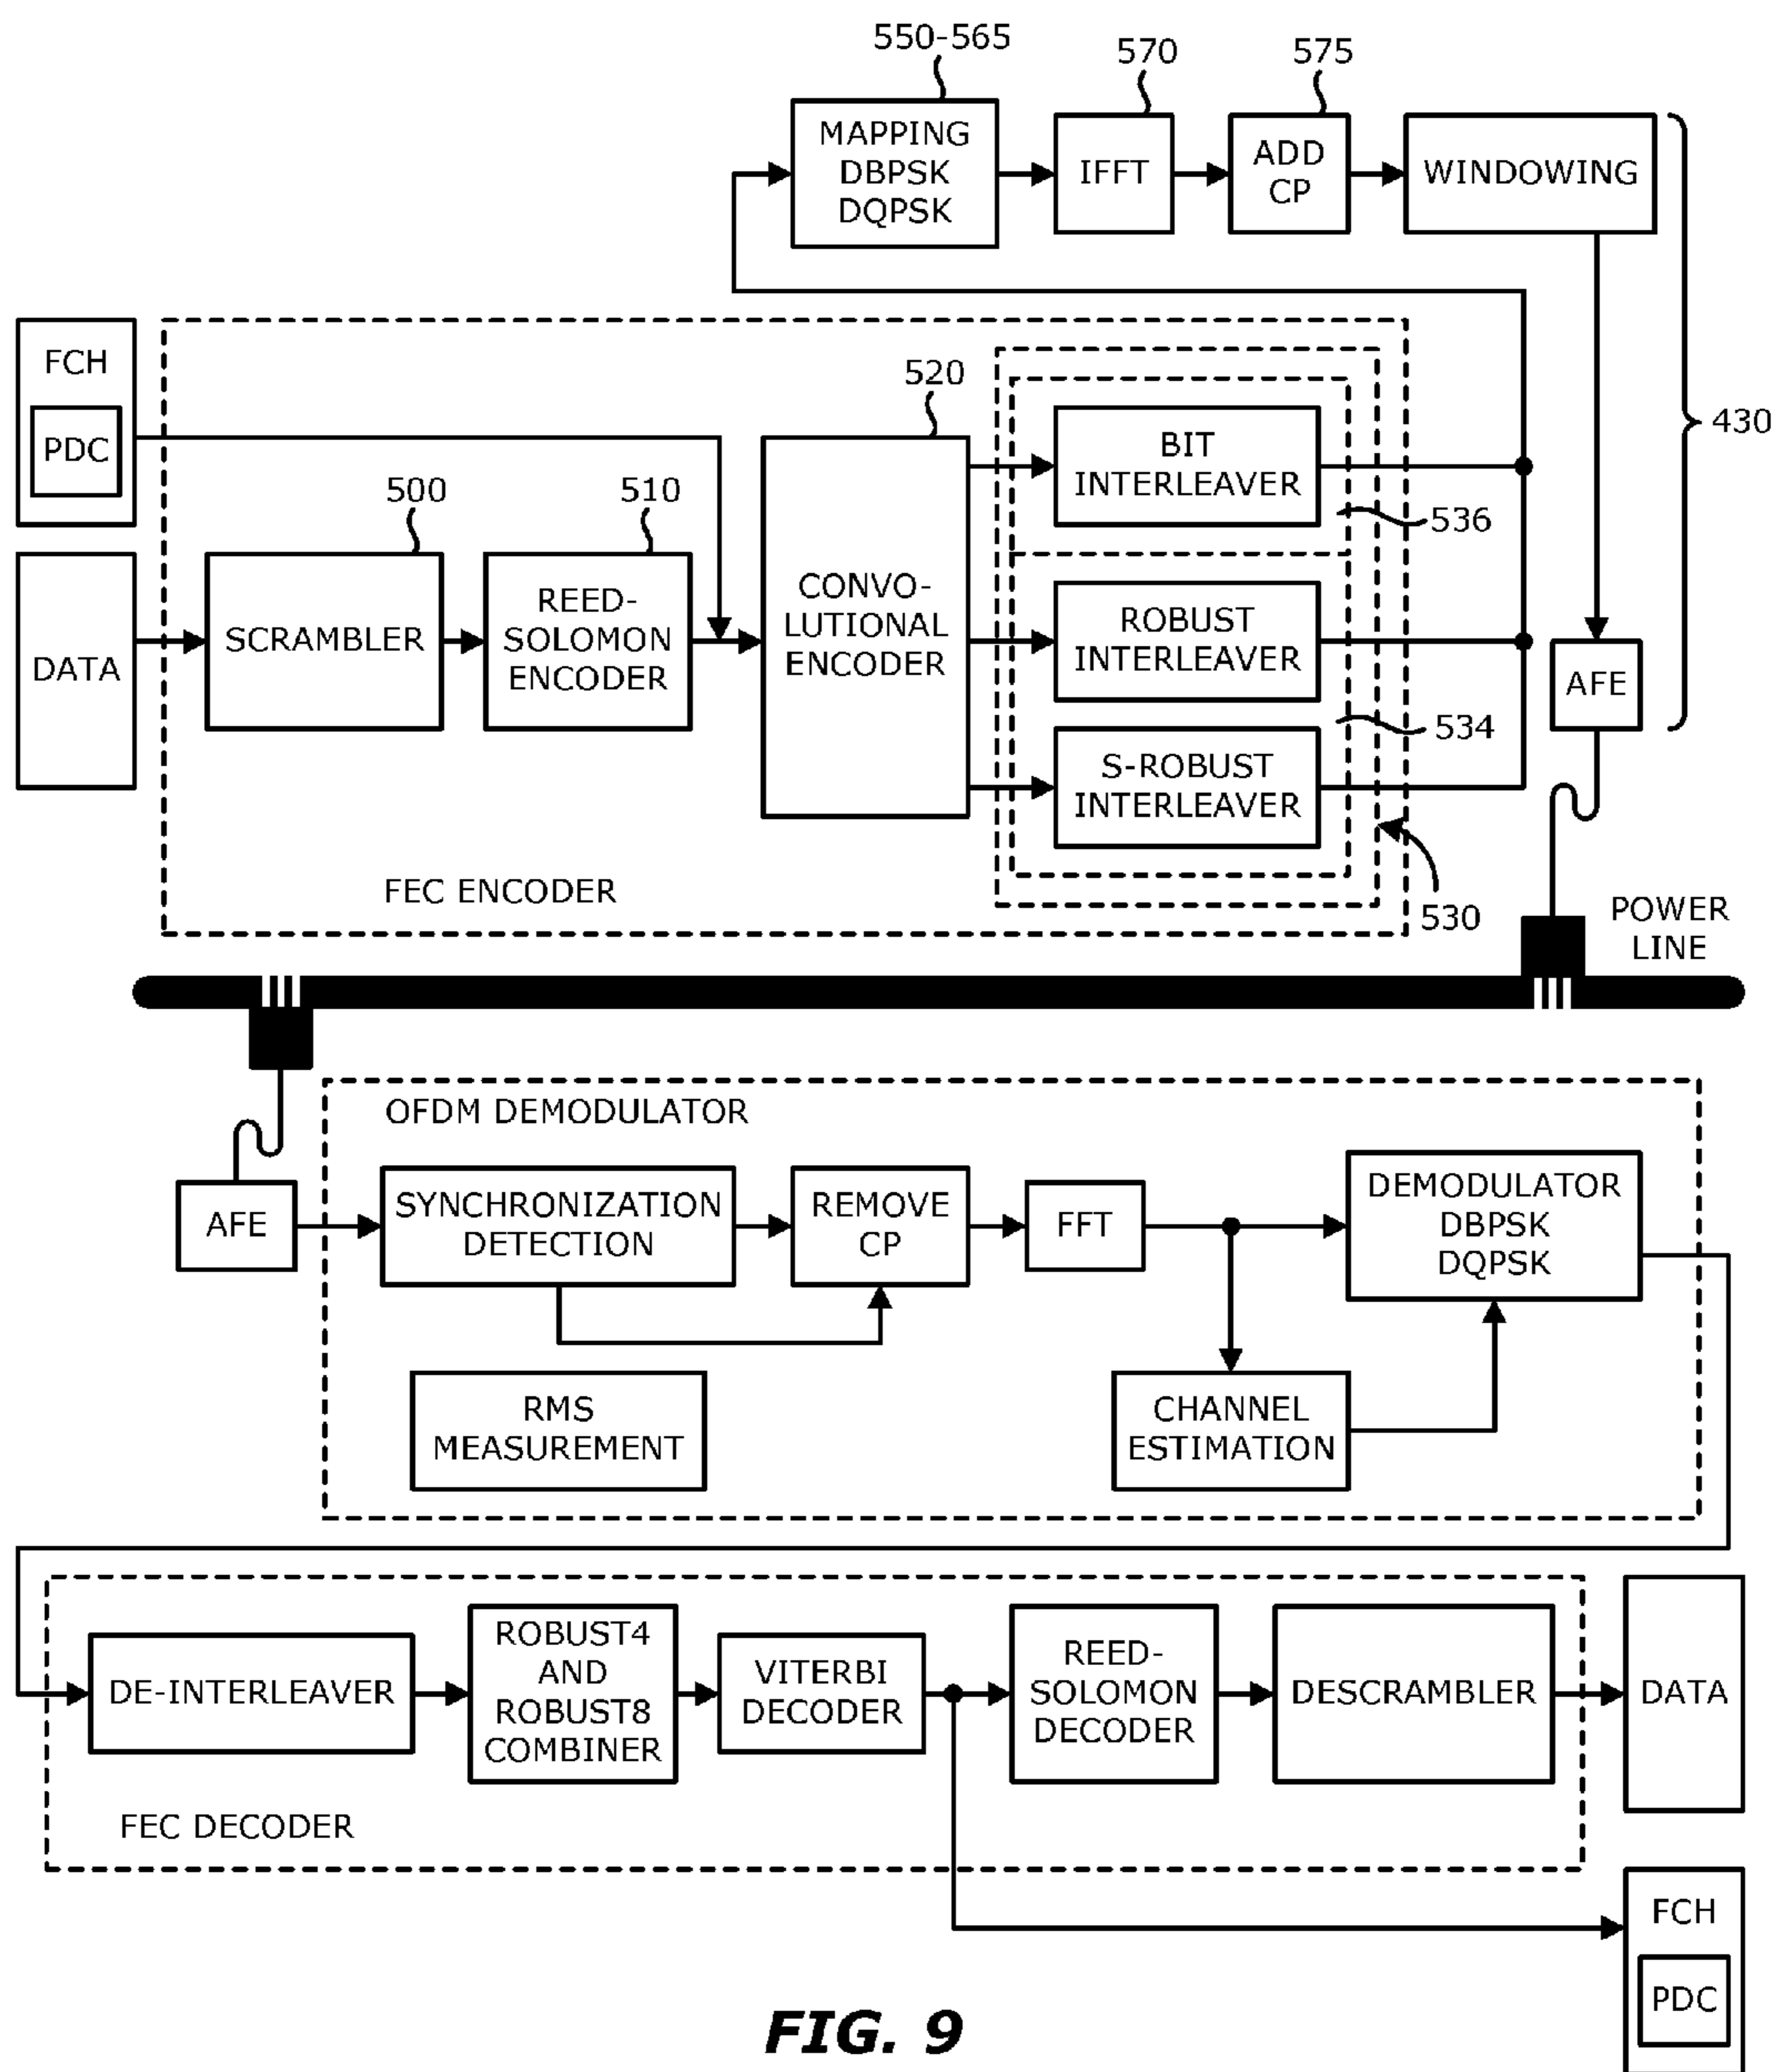 550-565
570
575
MAPPING
DBPSK
DQPSK
IFFT
ADD
CP
WINDOWING
430
FCH
PDC
DATA
500
SCRAMBLER
510
REED-
SOLOMON
ENCODER
520
CONVO-
LUTIONAL
ENCODER
BIT
INTERLEAVER
536
ROBUST
INTERLEAVER
534
S-ROBUST
INTERLEAVER
530
AFE
FEC ENCODER
POWER
LINE
OFDM DEMODULATOR
AFE
SYNCHRONIZATION
DETECTION
REMOVE
CP
FFT
DEMODULATOR
DBPSK
DQPSK
RMS
MEASUREMENT
CHANNEL
ESTIMATION
DE-INTERLEAVER
ROBUST4
AND
ROBUST8
COMBINER
VITERBI
DECODER
REED-
SOLOMON
DECODER
DESCRAMBLER
DATA
FEC DECODER
FCH
PDC
FIG. 9